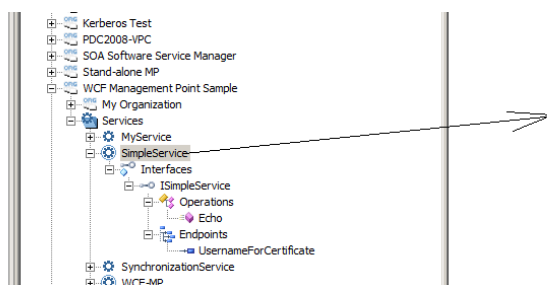 Kerberos Test
PDC2008-VPC
SOA Software Service Manager
Stand-alone MP
WCF Management Point Sample
My Organization
Services
MyService
SimpleService
Interfaces
ISimpleService
Operations
Echo
Endpoints
UsernameForCertificate
SynchronizationService
WCF-MP